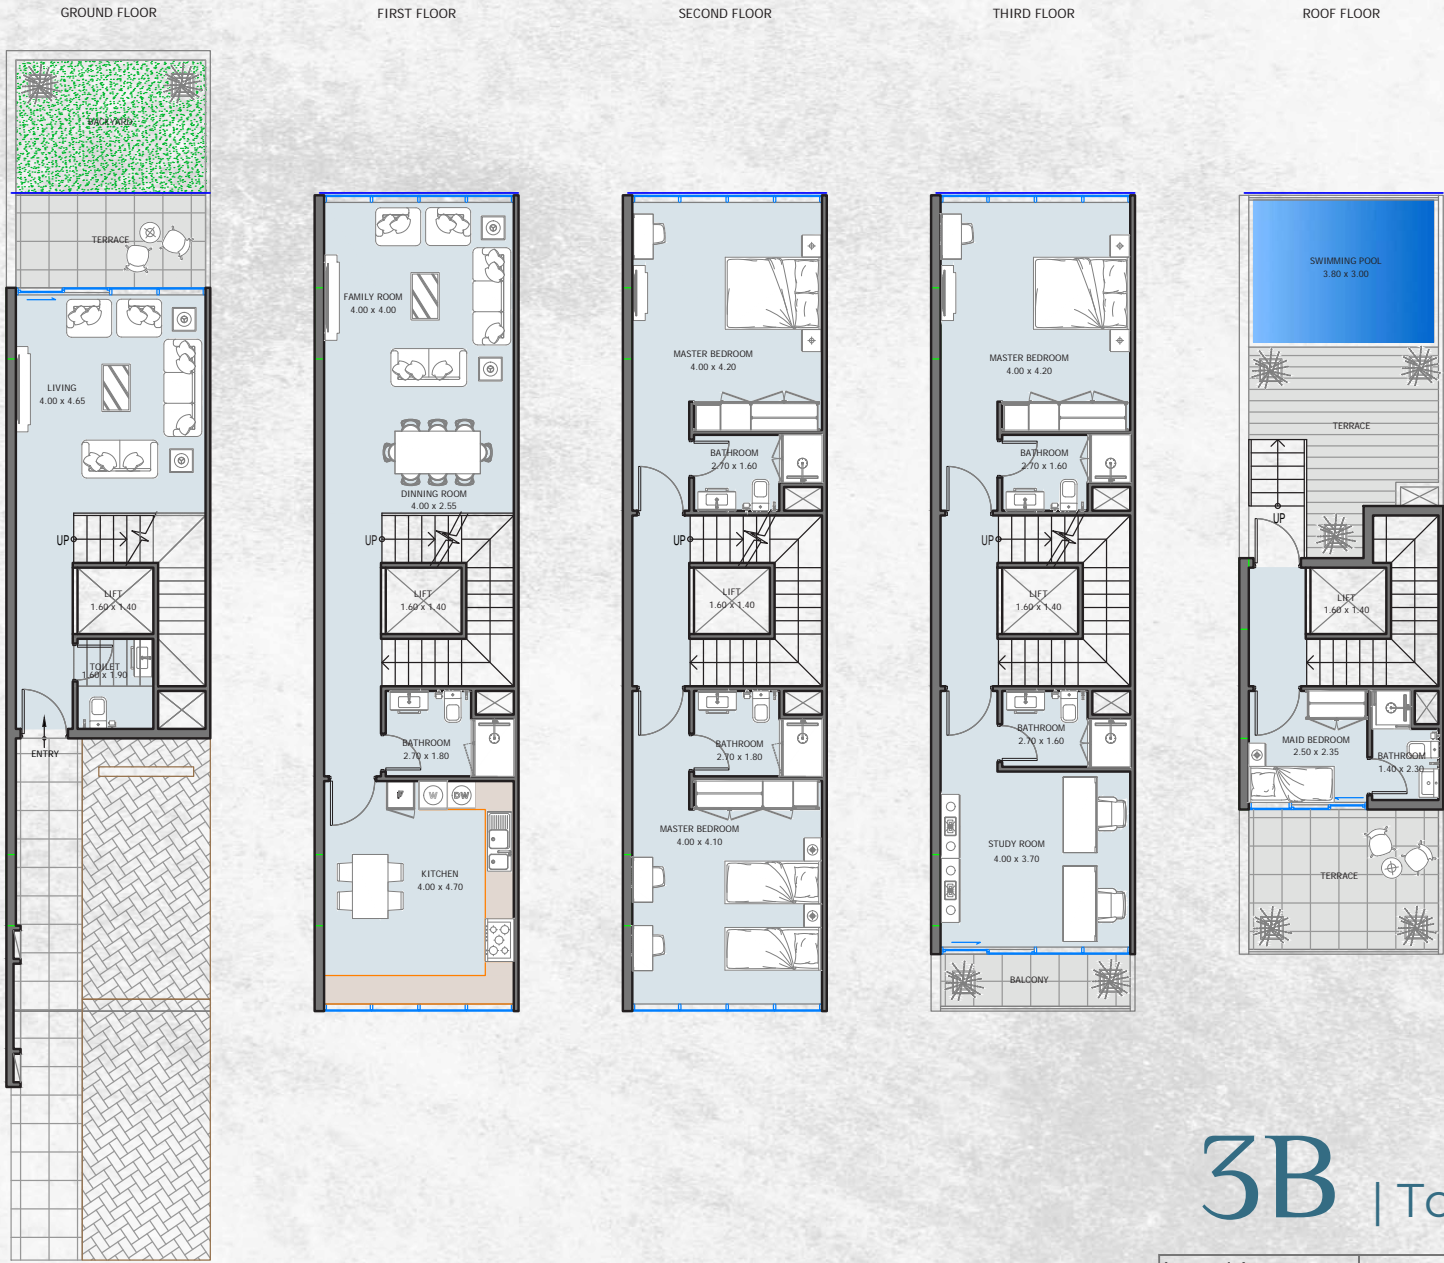 GROUND FLOOR
BACKYARD
TERRACE
LIVING
4.00 x 4.65
UP
LIFT
1.60 x 1.40
TOILET
1.60 x 1.90
ENTRY
FIRST FLOOR
FAMILY ROOM
4.00 x 4.00
DINNING ROOM
4.00 x 2.55
UP
LIFT
1.60 x 1.40
BATHROOM
2.70 x 1.80
F
W
DW
KITCHEN
4.00 x 4.70
SECOND FLOOR
MASTER BEDROOM
4.00 x 4.20
BATHROOM
2.70 x 1.60
UP
LIFT
1.60 x 1.40
BATHROOM
2.70 x 1.80
MASTER BEDROOM
4.00 x 4.10
THIRD FLOOR
MASTER BEDROOM
4.00 x 4.20
BATHROOM
2.70 x 1.60
UP
LIFT
1.60 x 1.40
BATHROOM
2.70 x 1.60
STUDY ROOM
4.00 x 3.70
BALCONY
ROOF FLOOR
SWIMMING POOL
3.80 x 3.00
TERRACE
UP
LIFT
1.60 x 1.40
MAID BEDROOM
2.50 x 2.35
BATHROOM
1.40 x 2.30
TERRACE
3B | To